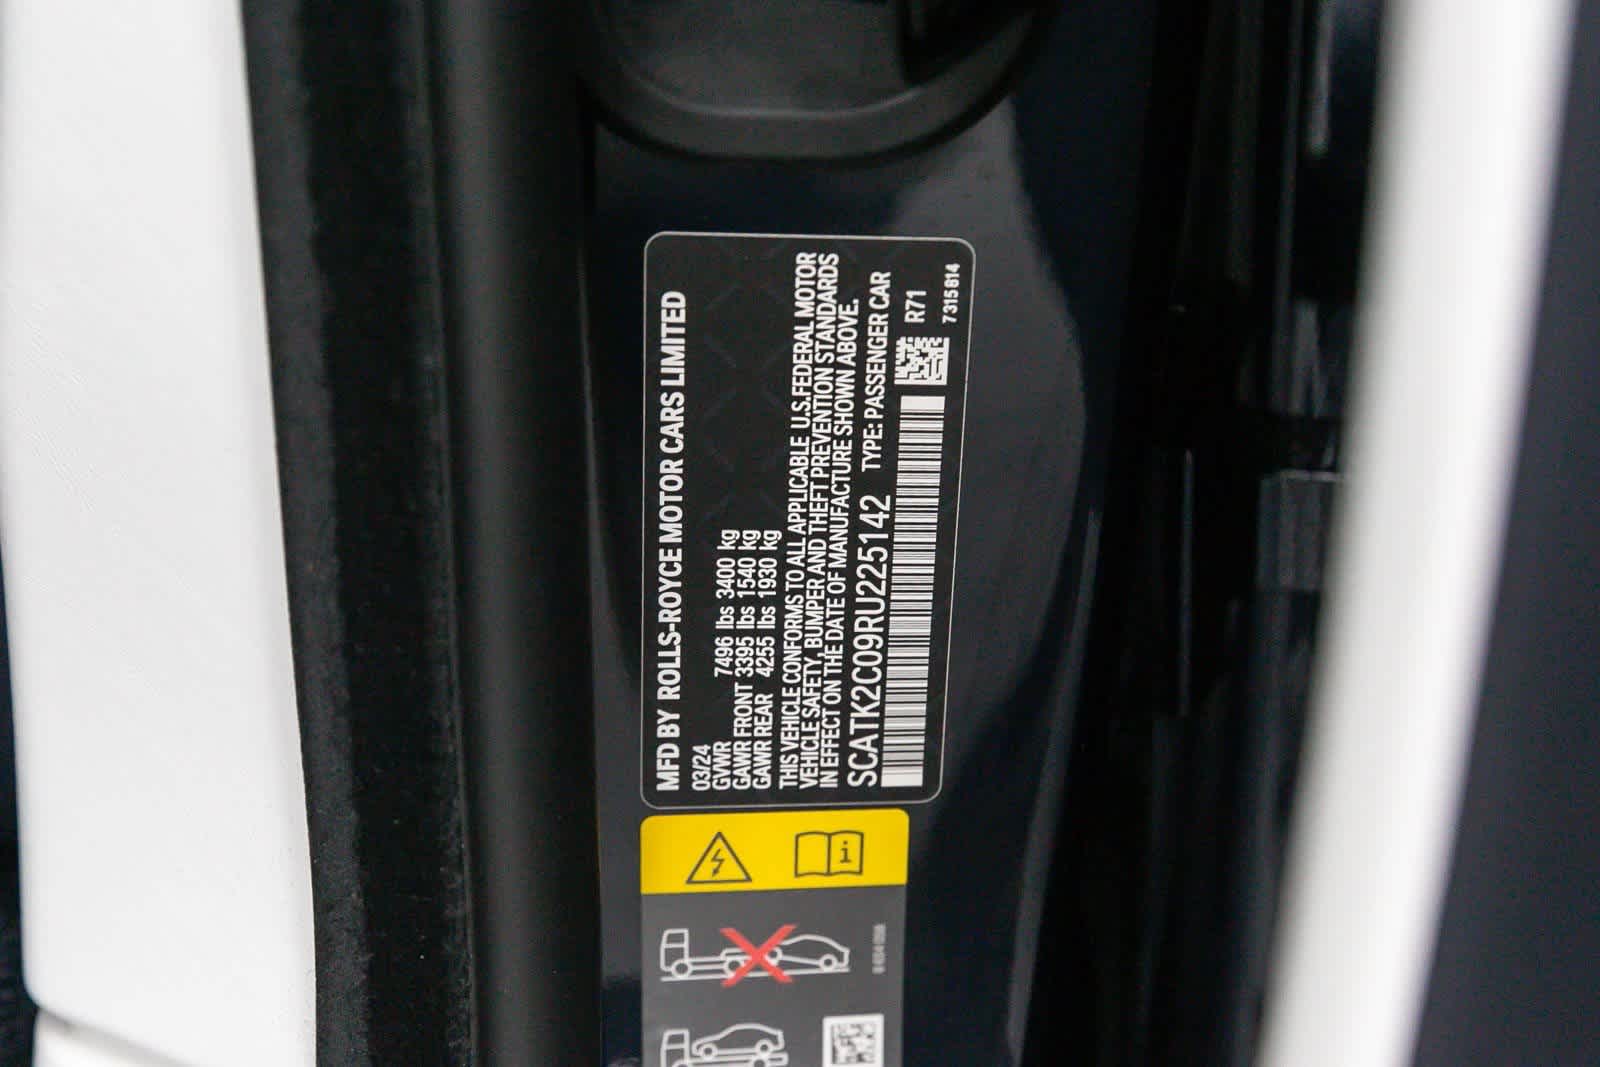 MFD BY ROLLS-ROYCE MOTOR CARS LIMITED
03/24
GVWR 7496 lbs 3400 kg
GAWR FRONT 3395 lbs 1540 kg
GAWR REAR 4255 lbs 1930 kg
THIS VEHICLE CONFORMS TO ALL APPLICABLE U.S.FEDERAL MOTOR
VEHICLE SAFETY, BUMPER AND THEFT PREVENTION STANDARDS
IN EFFECT ON THE DATE OF MANUFACTURE SHOWN ABOVE.
SCATK2C09RU225142 TYPE: PASSENGER CAR
R71
7315814
i